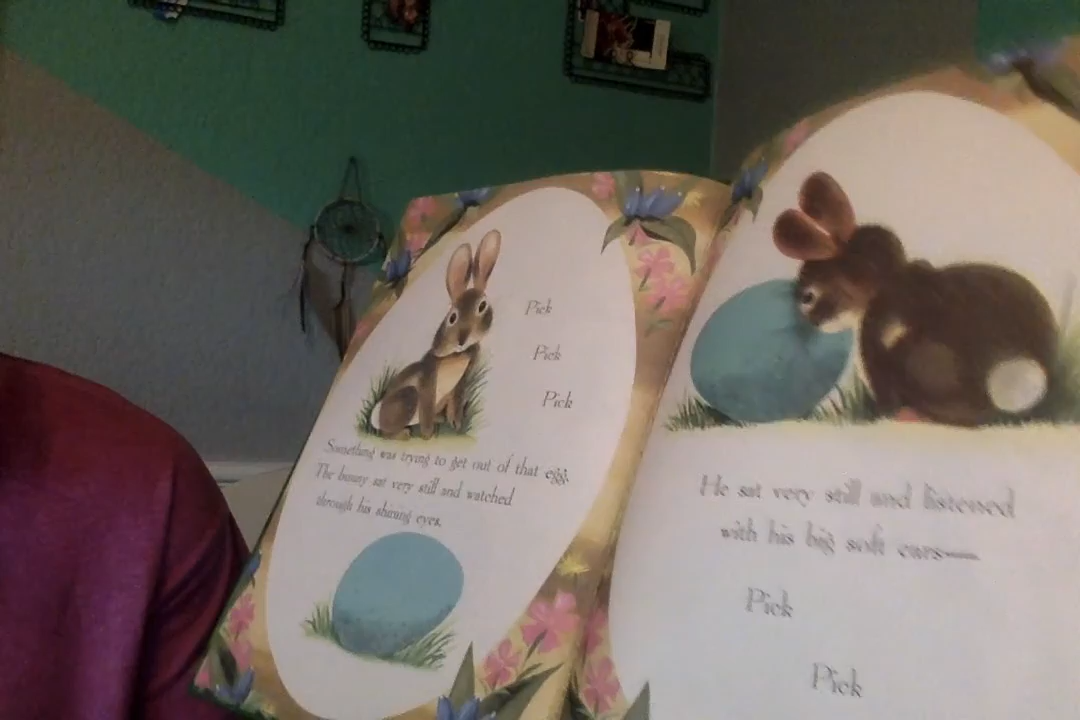 Pick
Pick
Pick
Something was trying to get out of that egg.
The bunny sat very still and watched
through his shining eyes.
He sat very still and listened
with his big soft ears—
Pick
Pick